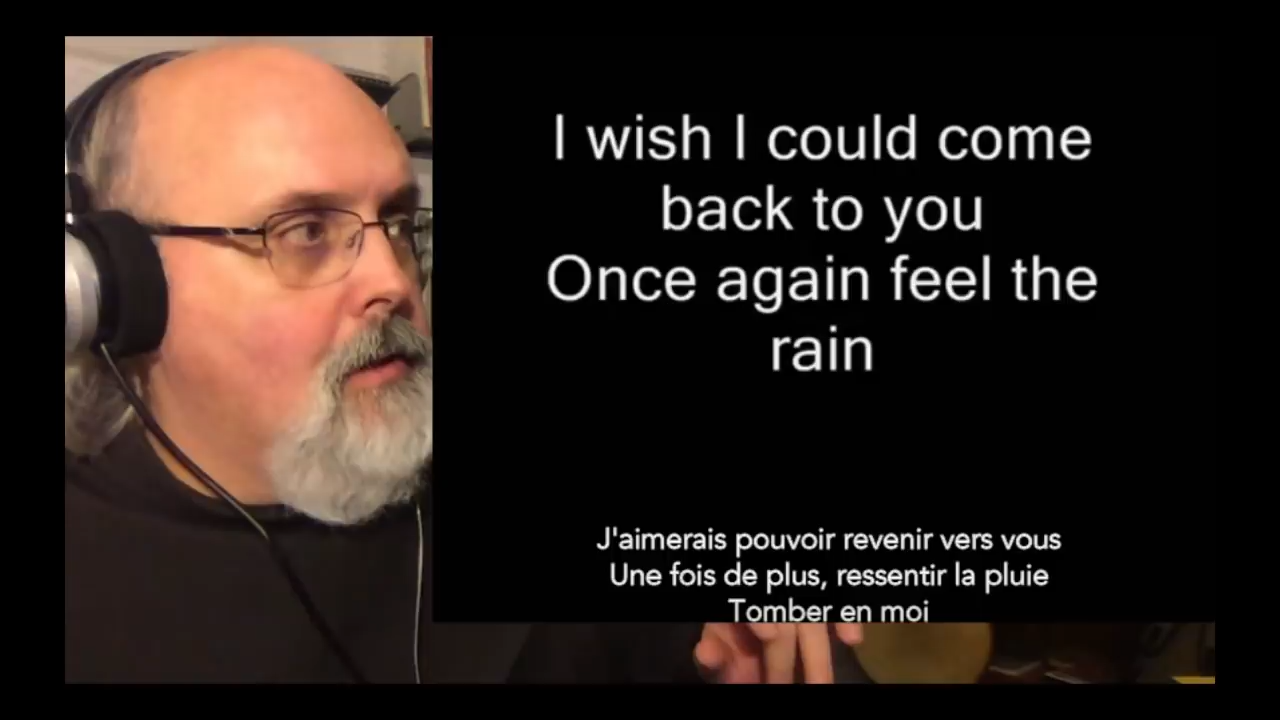 I wish I could come
back to you
Once again feel the
rain
J'aimerais pouvoir revenir vers vous
Une fois de plus, ressentir la pluie
Tomber en moi